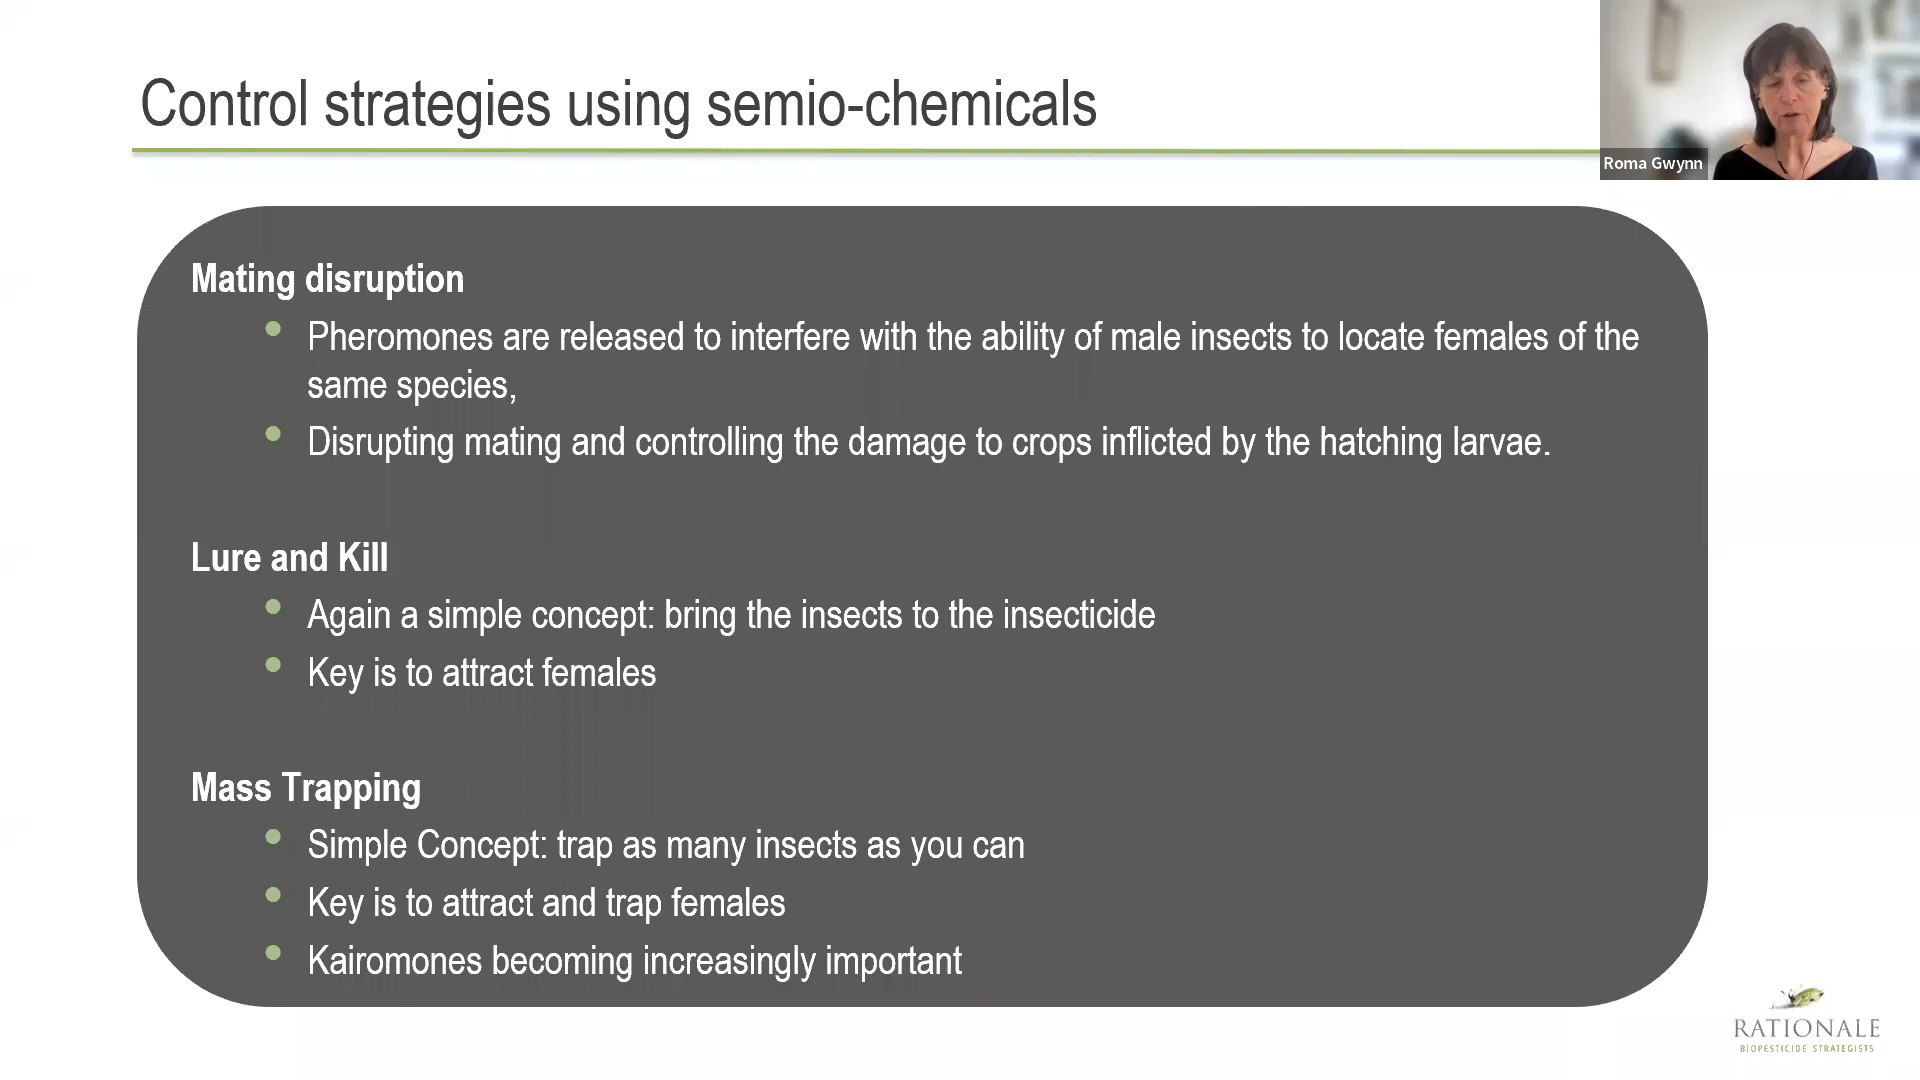 Control strategies using semio-chemicals
Roma Gwynn
Mating disruption
Pheromones are released to interfere with the ability of male insects to locate females of the
same species,
Disrupting mating and controlling the damage to crops inflicted by the hatching larvae.
Lure and Kill
Again a simple concept: bring the insects to the insecticide
Key is to attract females
Mass Trapping
Simple Concept: trap as many insects as you can
Key is to attract and trap females
Kairomones becoming increasingly important
RATIONALE
BIOPESTICIDE STRATEGISTS